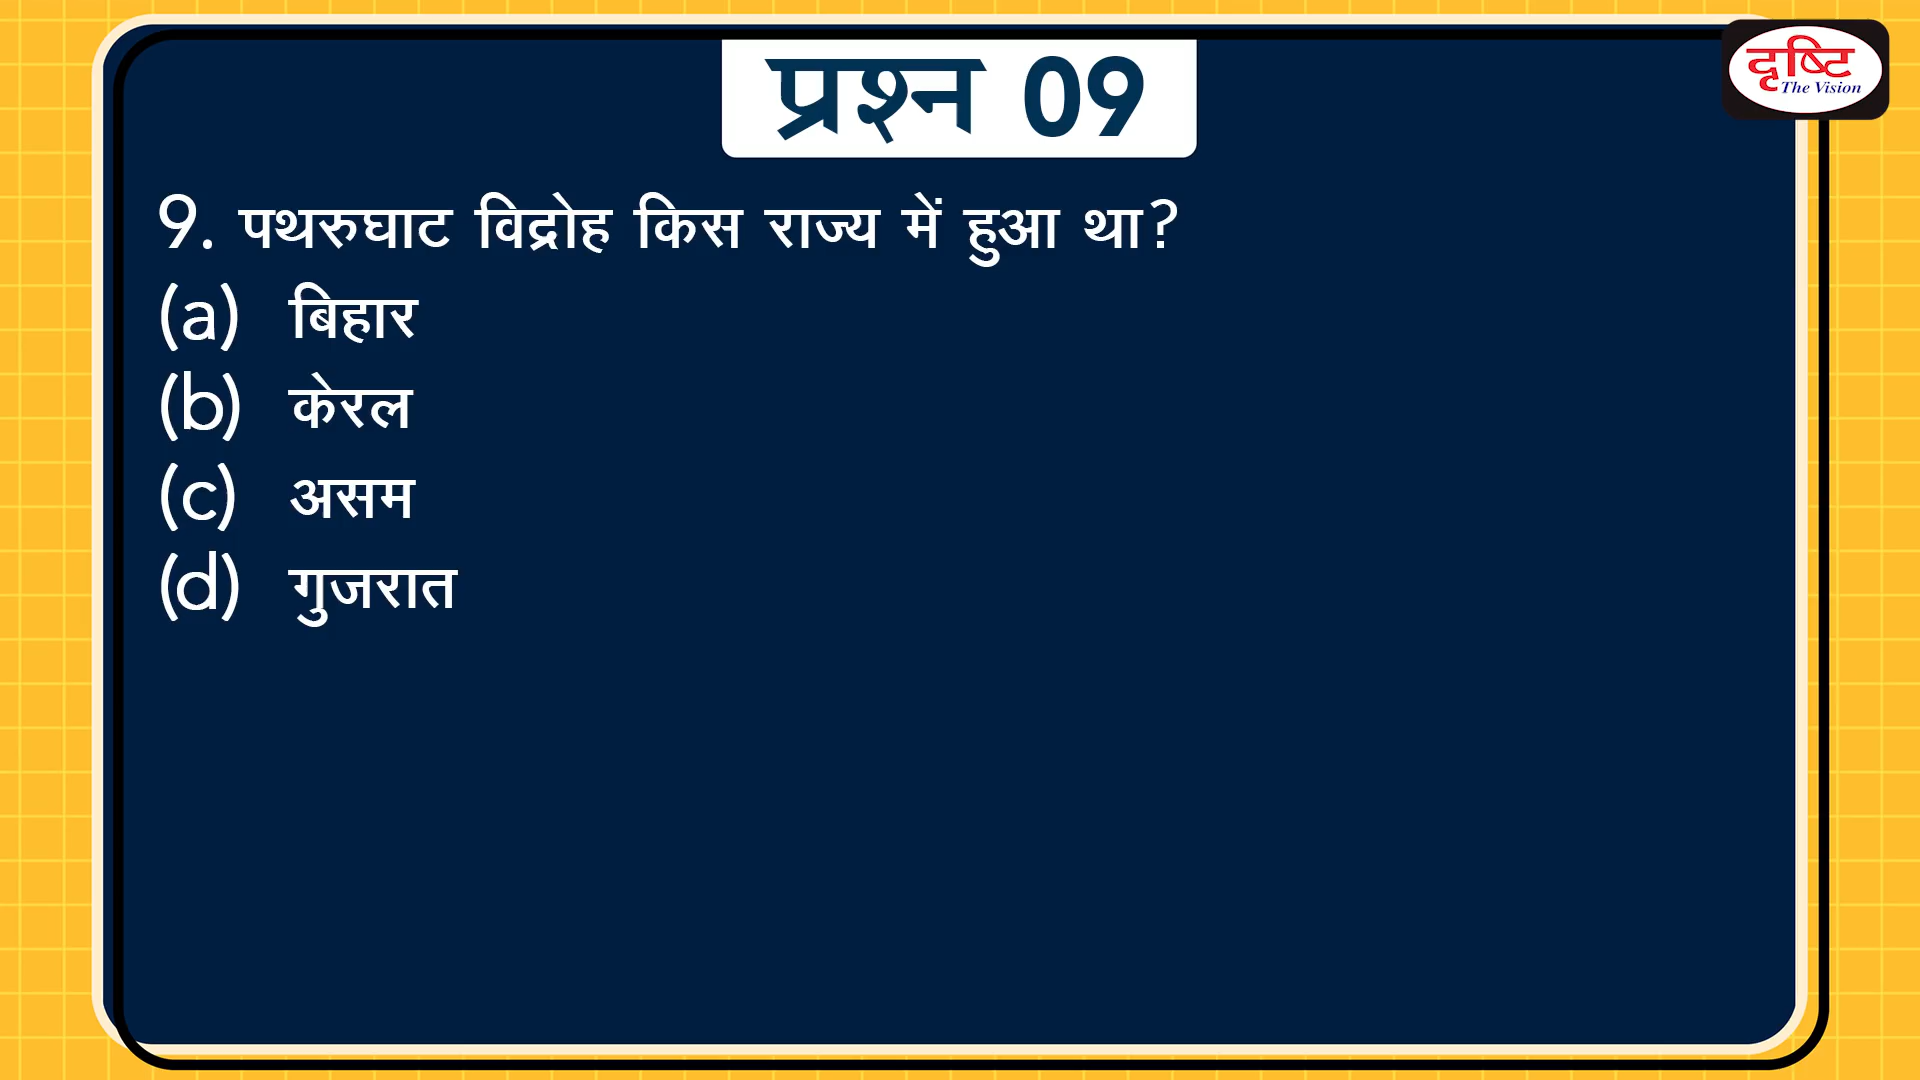 प्रश्न 09
दृष्टि
The Vision
9. पथरुघाट विद्रोह किस राज्य में हुआ था?
(a) बिहार
(b) केरल
(c) असम
(d) गुजरात